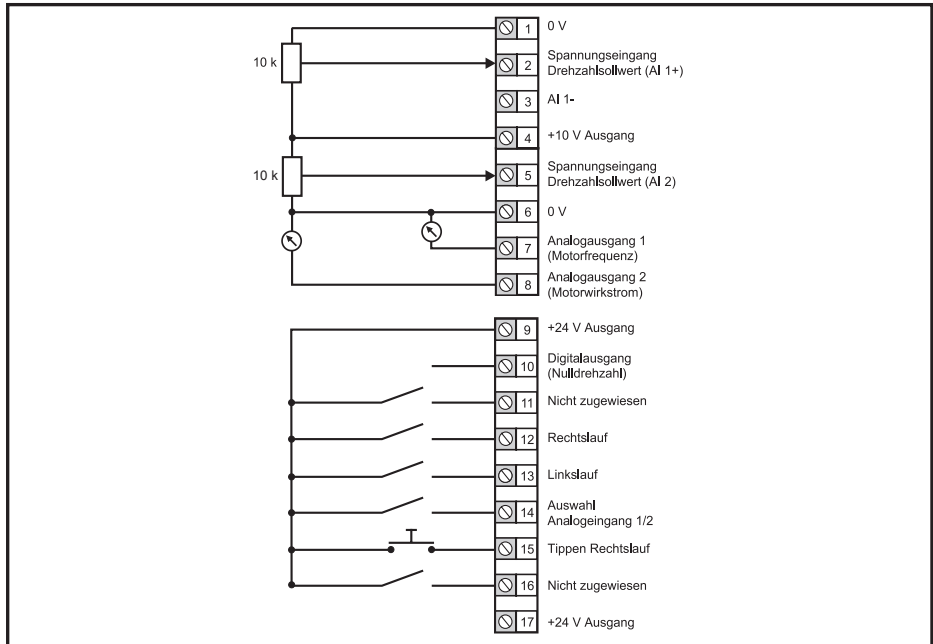 1 0 V
10 k
2 Spannungseingang
Drehzahlsollwert (AI 1+)
3 AI 1-
4 +10 V Ausgang
10 k
5 Spannungseingang
Drehzahlsollwert (AI 2)
6 0 V
7 Analogausgang 1
(Motorfrequenz)
8 Analogausgang 2
(Motorwirkstrom)
9 +24 V Ausgang
10 Digitalausgang
(Nulldrehzahl)
11 Nicht zugewiesen
12 Rechtslauf
13 Linkslauf
14 Auswahl
Analogeingang 1/2
15 Tippen Rechtslauf
16 Nicht zugewiesen
17 +24 V Ausgang